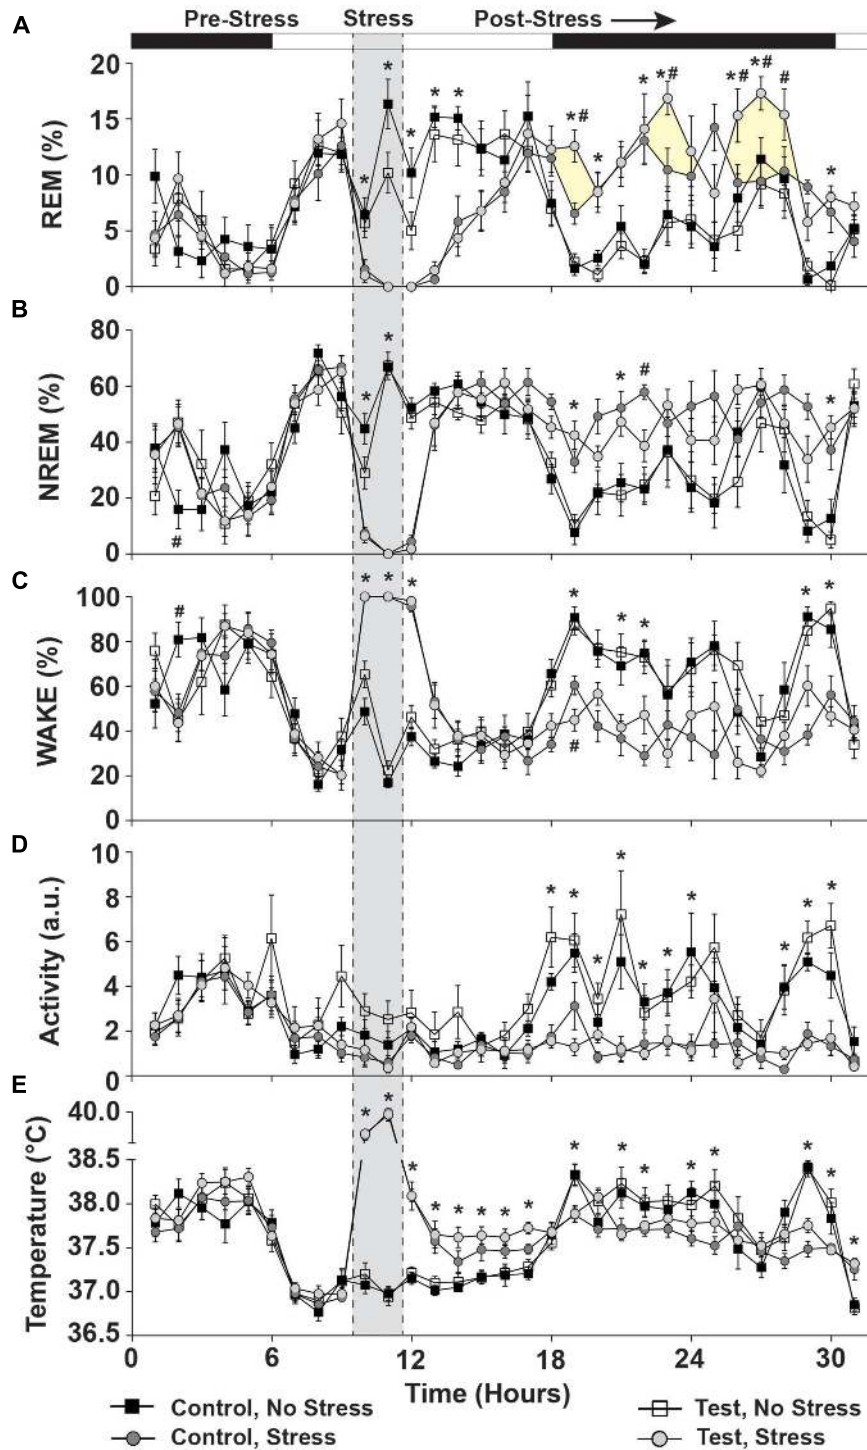 A Pre-Stress Stress Post-Stress
REM (%)
20
15
10
5
0
* * * * * *# * * *# *# *# # *
B
NREM (%)
80
60
40
20
0
# * * * * # *
C
WAKE (%)
100
80
60
40
20
0
# * * * * # * * * *
D
Activity (a.u.)
10
8
6
4
2
0
* * * * * * * * * *
E
Temperature (°C)
40.0
38.5
38.0
37.5
37.0
36.5
* * * * * * * * * * * * * * * *
0 6 12 18 24 30
Time (Hours)
Control, No Stress Test, No Stress
Control, Stress Test, Stress